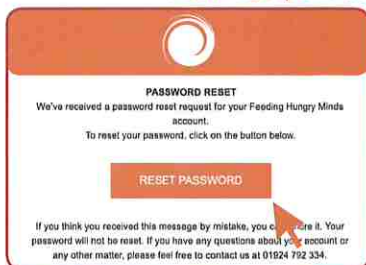 PASSWORD RESET
We've received a password reset request for your Feeding Hungry Minds
account.
To reset your password, click on the button below.
RESET PASSWORD
If you think you received this message by mistake, you can ignore it. Your
password will not be reset. If you have any questions about your account or
any other matter, please feel free to contact us at 01924 792 334.